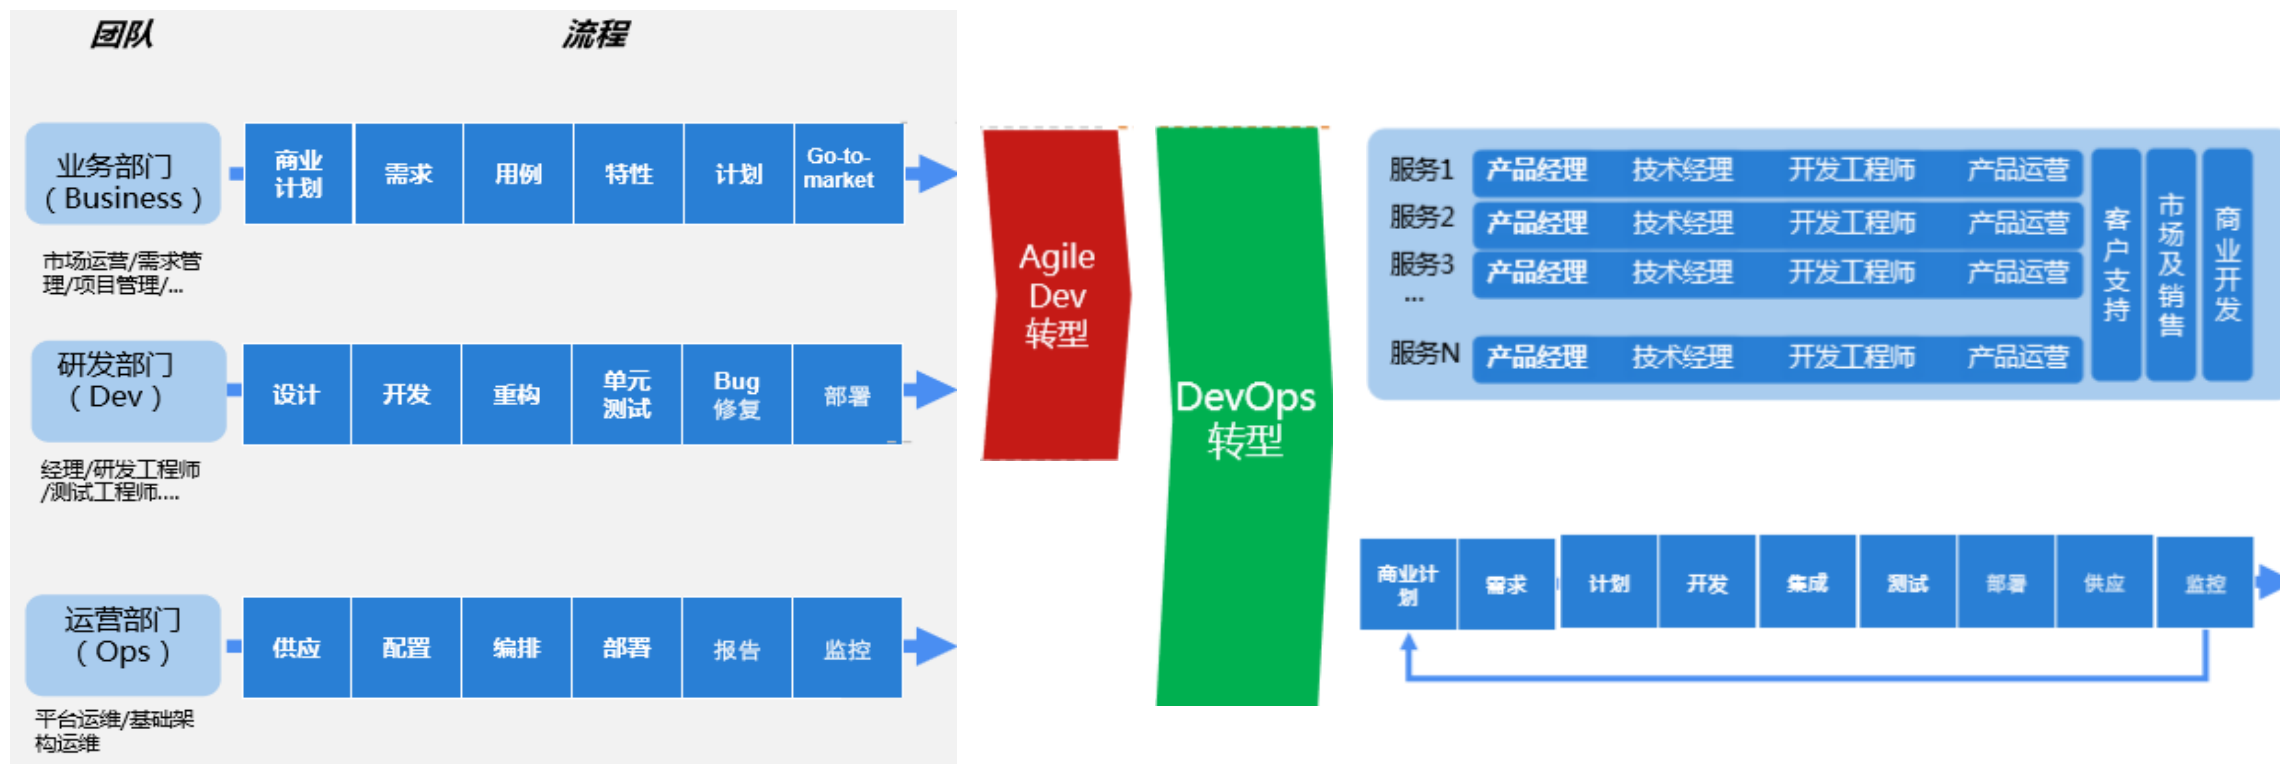 团队
流程
业务部门
（Business）
商业
计划
需求
用例
特性
计划
Go-to-
market
市场运营/需求管
理/项目管理/...
研发部门
（Dev）
设计
开发
重构
单元
测试
Bug
修复
部署
经理/研发工程师
/测试工程师....
运营部门
（Ops）
供应
配置
编排
部署
报告
监控
平台运维/基础架
构运维
Agile
Dev
转型
DevOps
转型
服务1
产品经理
技术经理
开发工程师
产品运营
服务2
产品经理
技术经理
开发工程师
产品运营
服务3
产品经理
技术经理
开发工程师
产品运营
...
服务N
产品经理
技术经理
开发工程师
产品运营
客户支持
市场及销售
商业开发
商业计
划
需求
计划
开发
集成
测试
部署
供应
监控